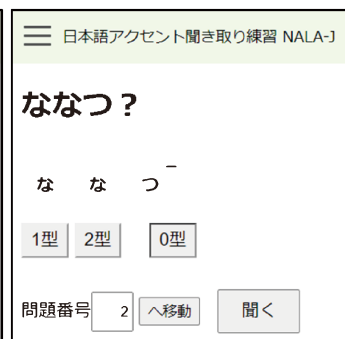 日本語アクセント聞き取り練習 NALA-J
ななつ？
な な つ ‾
1型 2型 0型
問題番号 2 へ移動 聞く